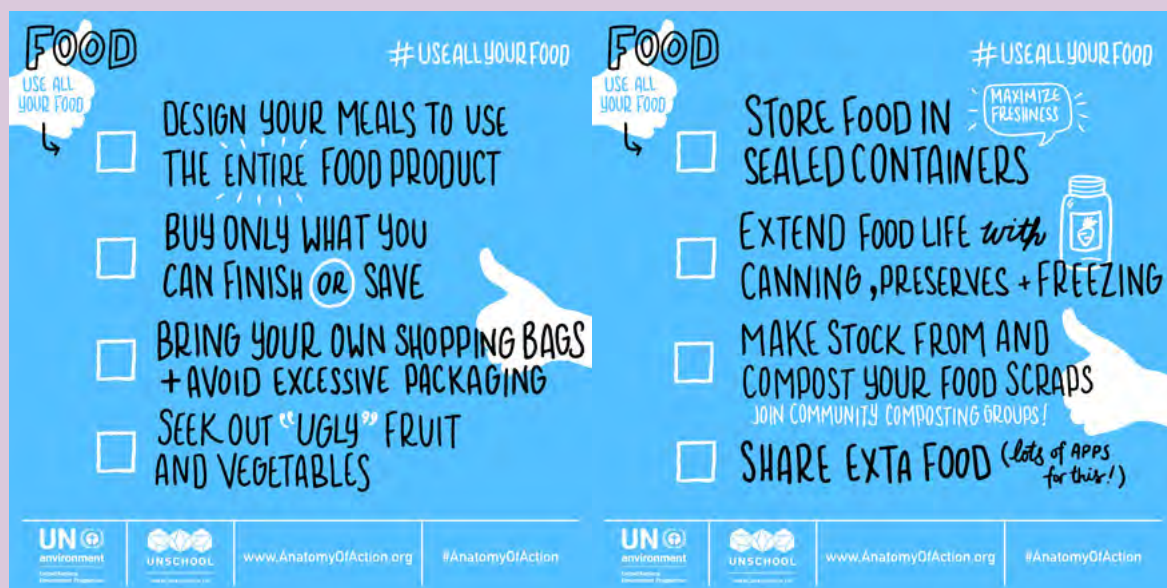 FOOD
#USEALLYOURFOOD
USE ALL
YOUR FOOD
DESIGN YOUR MEALS TO USE
THE ENTIRE FOOD PRODUCT
BUY ONLY WHAT YOU
CAN FINISH OR SAVE
BRING YOUR OWN SHOPPING BAGS
+ AVOID EXCESSIVE PACKAGING
SEEK OUT "UGLY" FRUIT
AND VEGETABLES
UN
environment
UNSCHOOL
www.AnatomyOfAction.org
#AnatomyOfAction
FOOD
#USEALLYOURFOOD
USE ALL
YOUR FOOD
STORE FOOD IN
SEALED CONTAINERS
MAXIMIZE
FRESHNESS
EXTEND FOOD LIFE with
CANNING, PRESERVES + FREEZING
MAKE STOCK FROM AND
COMPOST YOUR FOOD SCRAPS
JOIN COMMUNITY COMPOSTING GROUPS!
SHARE EXTA FOOD (lots of APPS
for this!)
UN
environment
UNSCHOOL
www.AnatomyOfAction.org
#AnatomyOfAction